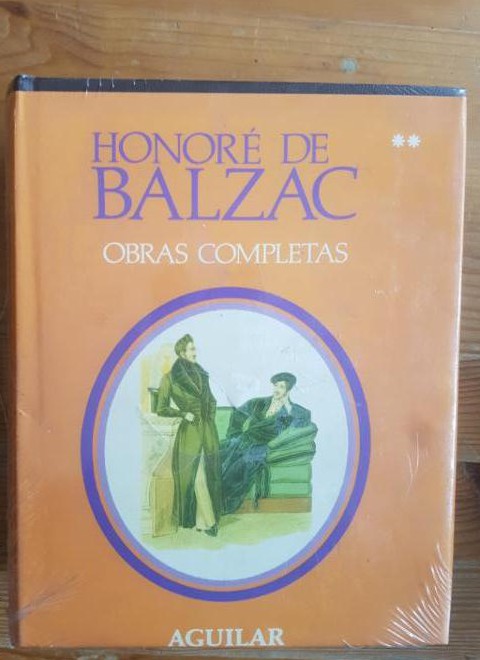 HONORÉ DE **
BALZAC
OBRAS COMPLETAS
AGUILAR